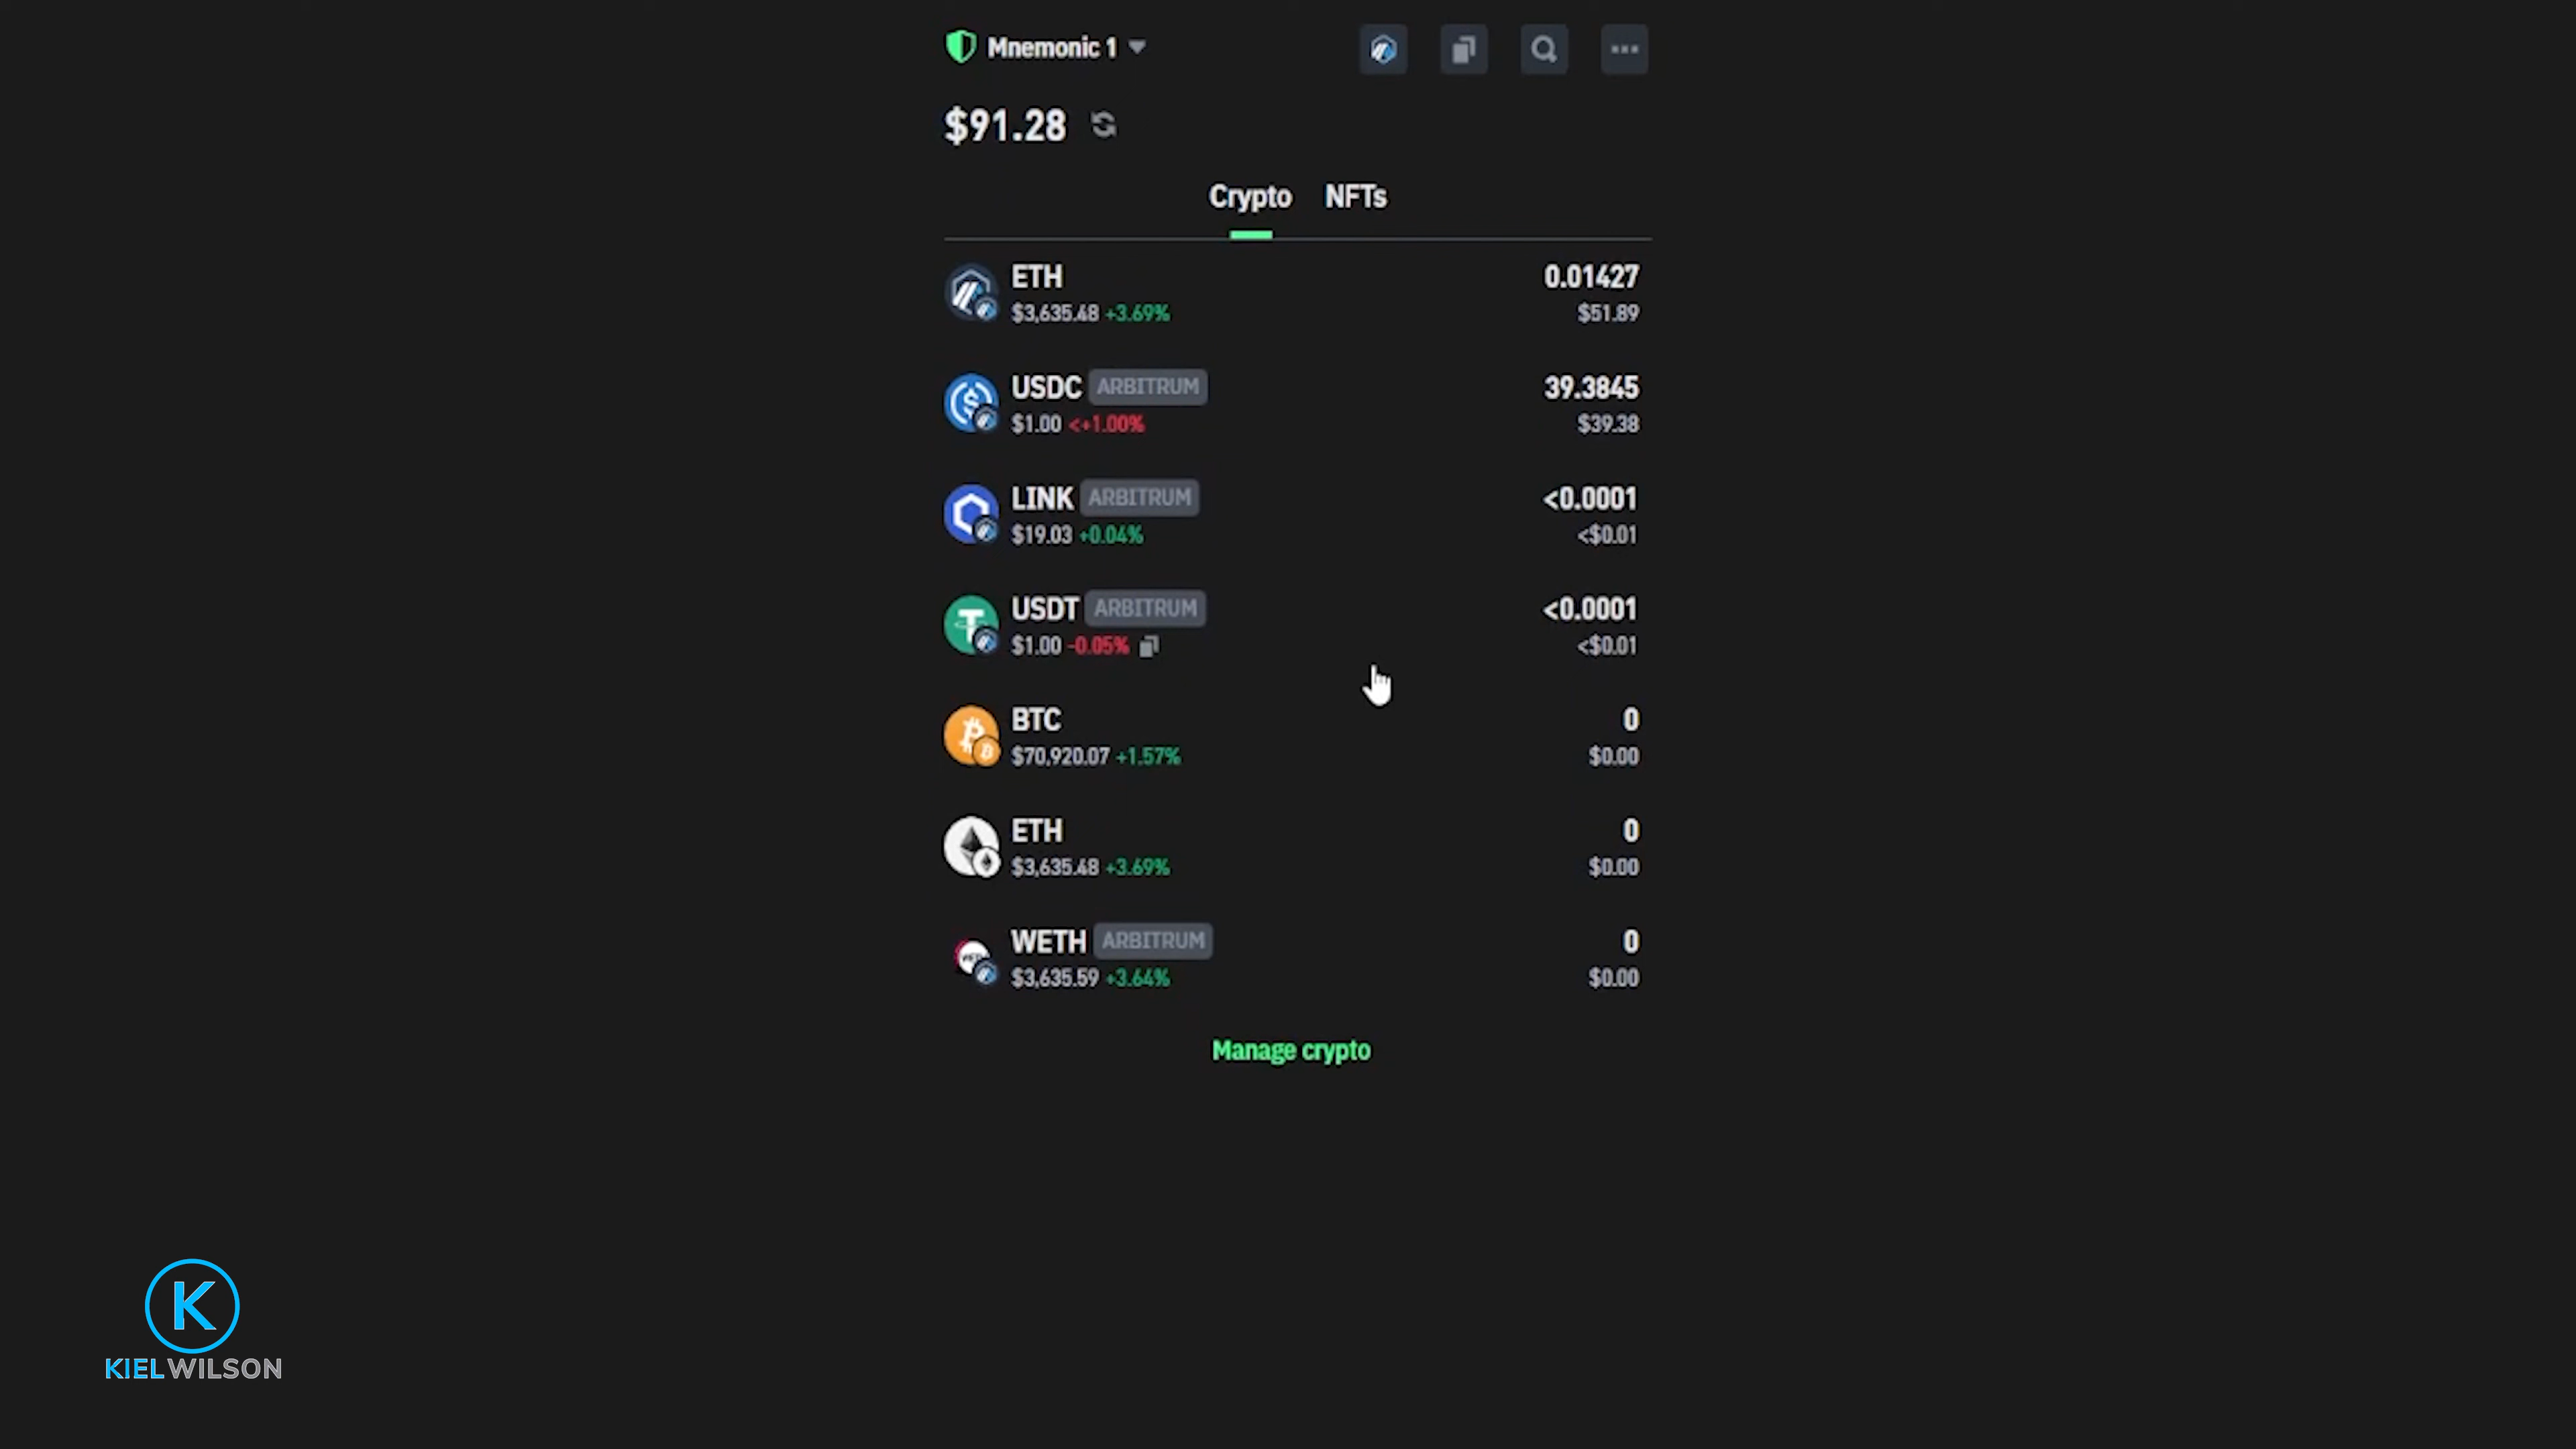 Mnemonic 1
$91.28
Crypto NFTs
ETH 0.01427
$3,635.48 +3.69% $51.89
USDC ARBITRUM 39.3845
$1.00 <+1.00% $39.38
LINK ARBITRUM <0.0001
$19.03 +0.04% <$0.01
USDT ARBITRUM <0.0001
$1.00 -0.05% <$0.01
BTC 0
$70,920.07 +1.57% $0.00
ETH 0
$3,635.48 +3.69% $0.00
WETH ARBITRUM 0
$3,635.59 +3.64% $0.00
Manage crypto
K
KIELWILSON